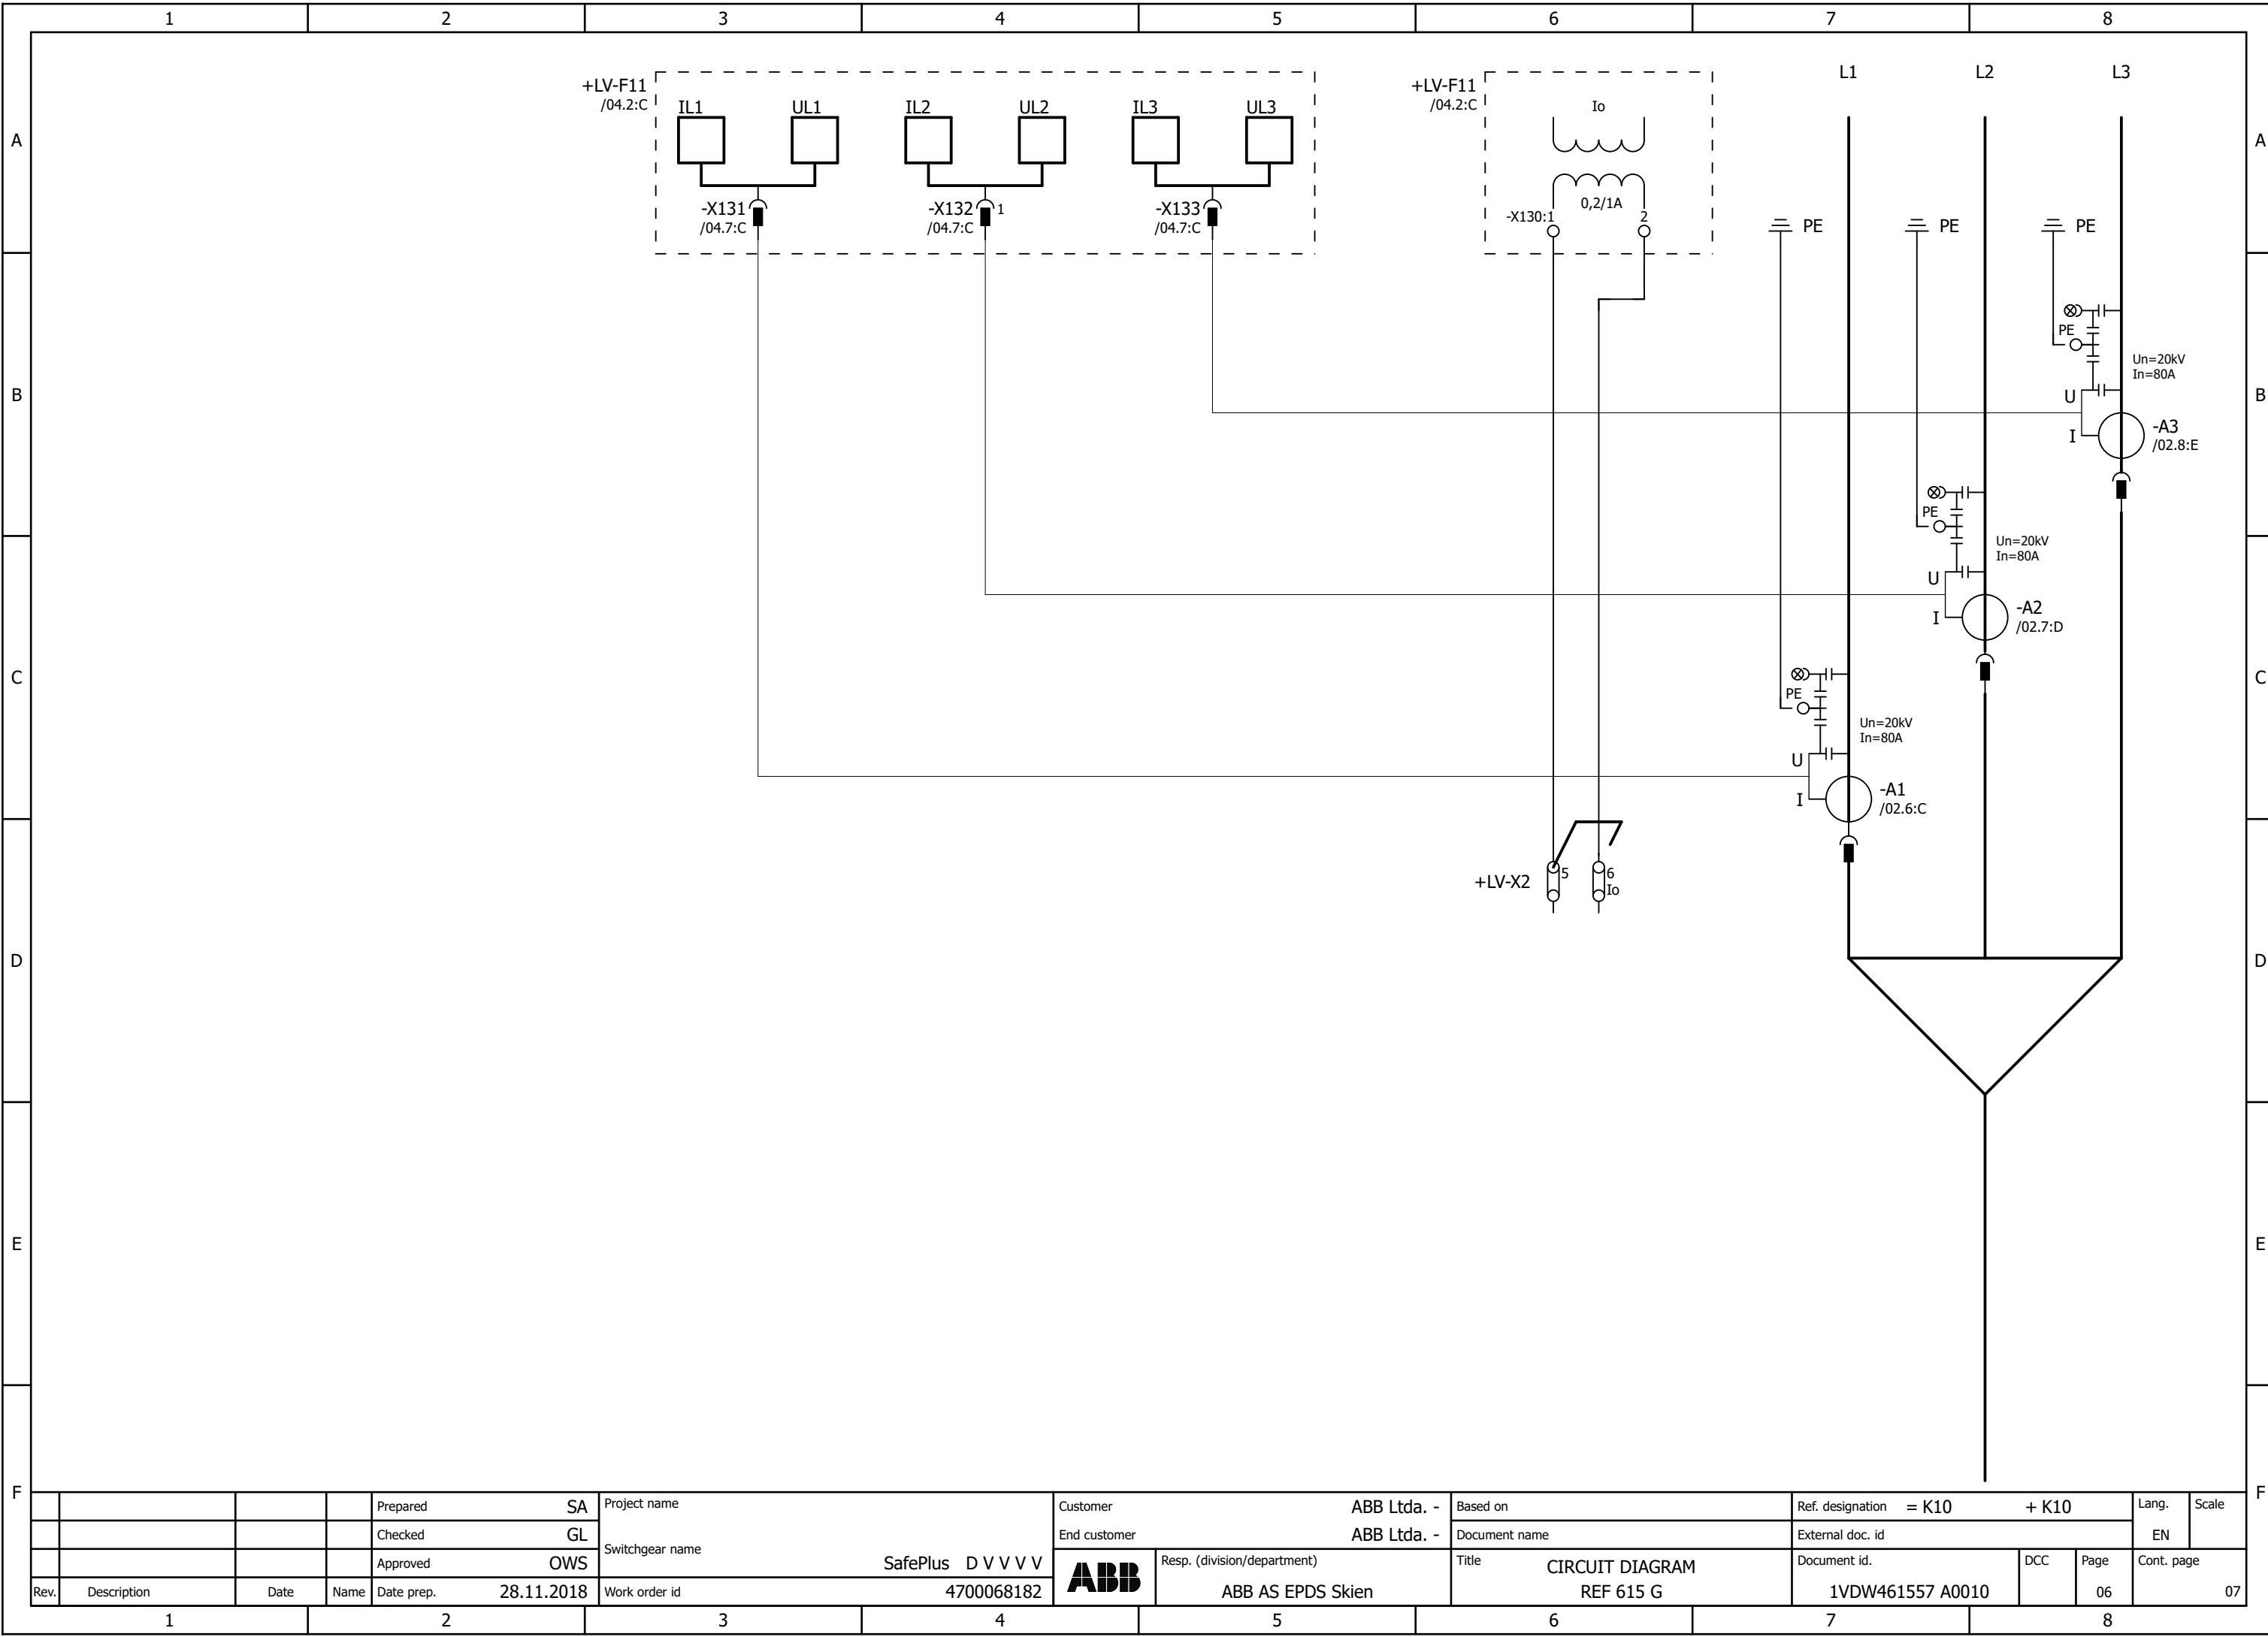 1 2 3 4 5 6 7 8
L1 L2 L3
+LV-F11
/04.2:C
IL1 UL1 IL2 UL2 IL3 UL3
+LV-F11
/04.2:C
Io
A A
-X131
/04.7:C
-X132 1
/04.7:C
-X133
/04.7:C
0,2/1A
-X130:1 2
PE PE PE
PE
Un=20kV
In=80A
B B
U
I
-A3
/02.8:E
PE
Un=20kV
In=80A
U
I
-A2
/02.7:D
C C
PE
Un=20kV
In=80A
U
I
-A1
/02.6:C
+LV-X2 5 6
Io
D D
E E
F F
Prepared SA
Checked GL
Approved OWS
Rev. Description Date Name Date prep. 28.11.2018
Project name
Switchgear name
SafePlus D V V V V
Work order id 4700068182
Customer ABB Ltda. -
End customer ABB Ltda. -
ABB
Resp. (division/department)
ABB AS EPDS Skien
Based on
Document name
Title
CIRCUIT DIAGRAM
REF 615 G
Ref. designation = K10 + K10
External doc. id
Document id.
1VDW461557 A0010
DCC
Page
06
Lang.
EN
Scale
Cont. page
07
1 2 3 4 5 6 7 8